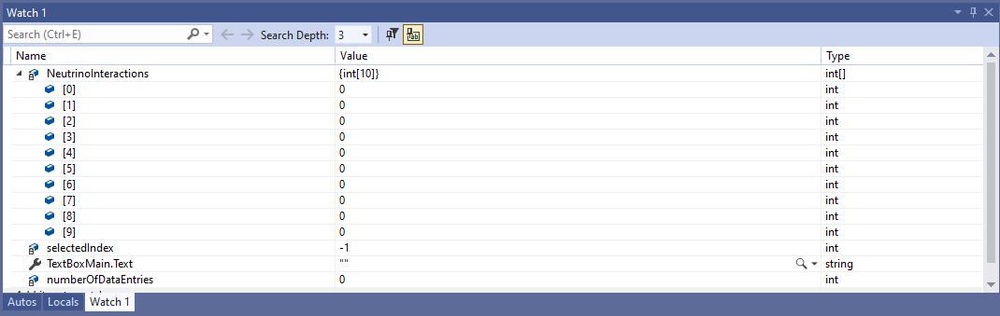 Watch 1
Search (Ctrl+E) Search Depth: 3
Name Value Type
NeutrinoInteractions {int[10]} int[]
[0] 0 int
[1] 0 int
[2] 0 int
[3] 0 int
[4] 0 int
[5] 0 int
[6] 0 int
[7] 0 int
[8] 0 int
[9] 0 int
selectedIndex -1 int
TextBoxMain.Text "" string
numberOfDataEntries 0 int
Autos Locals Watch 1